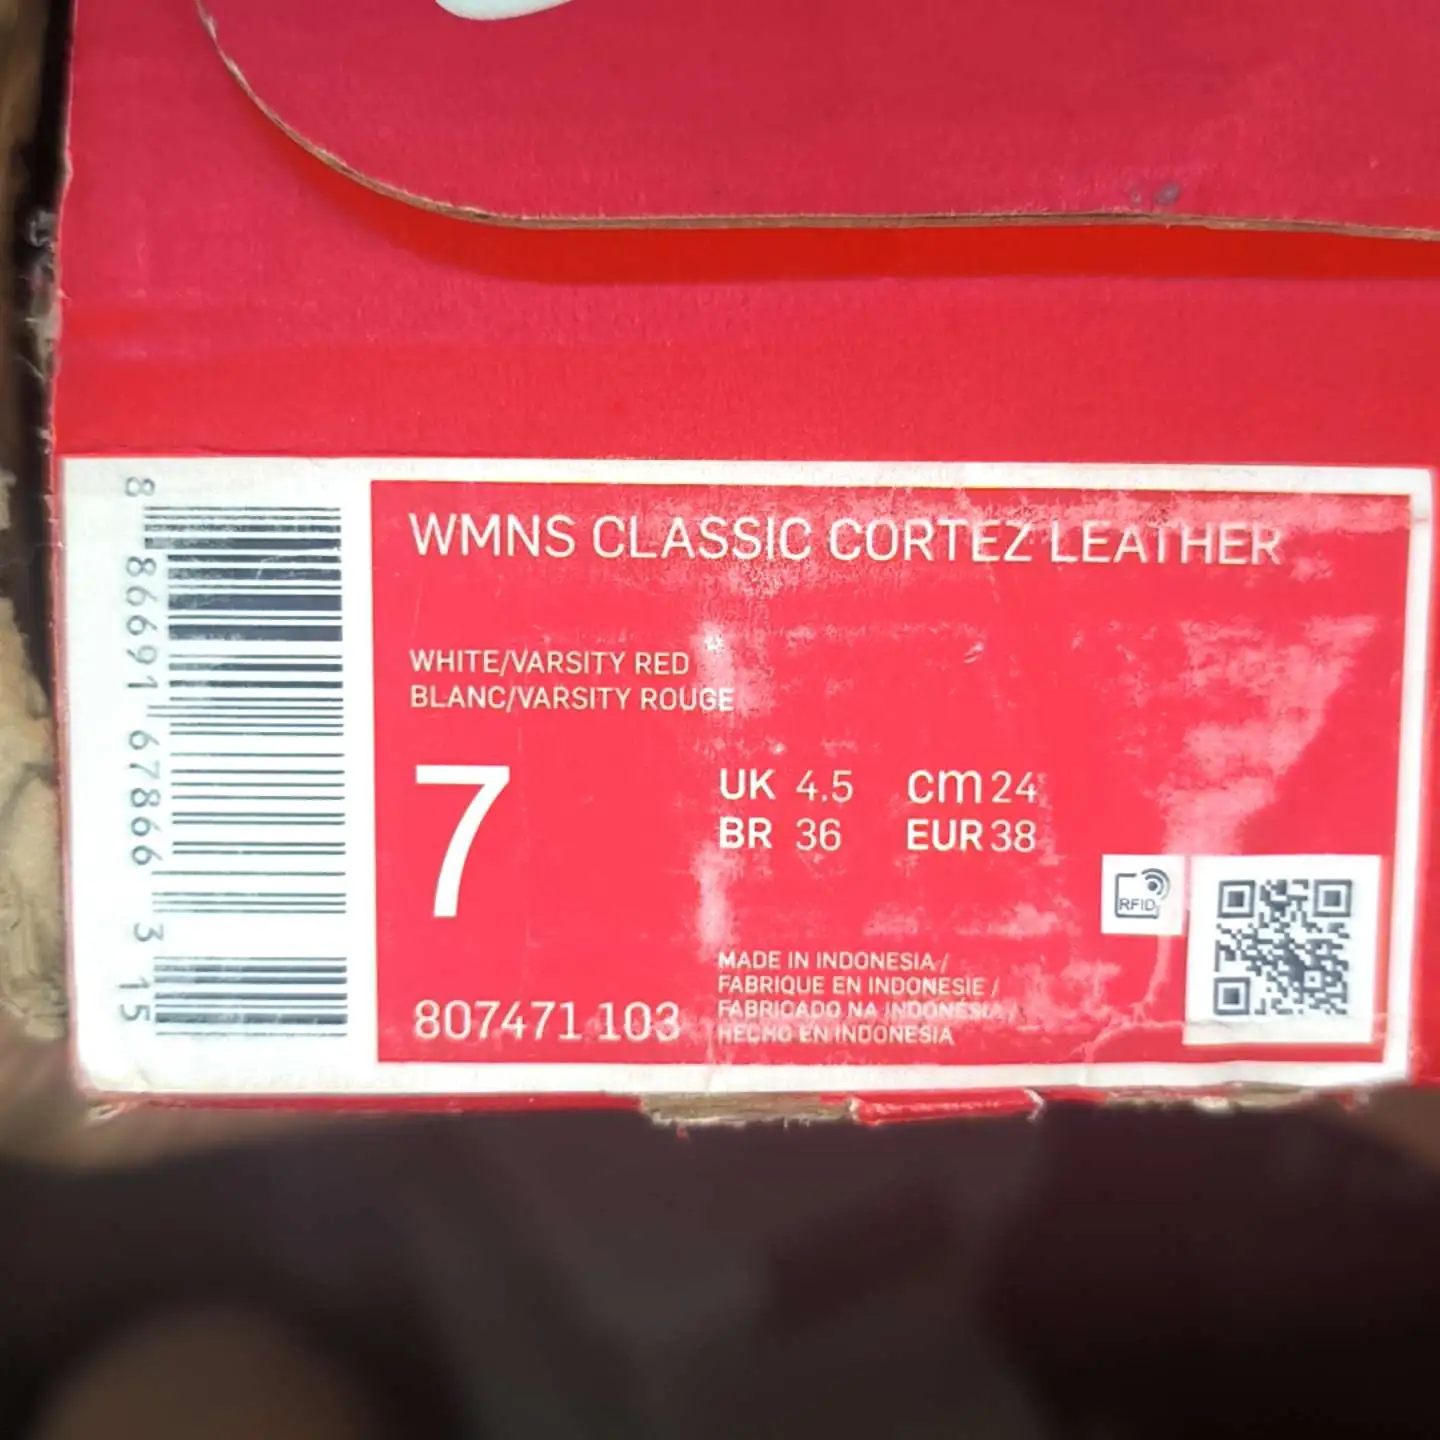 WMNS CLASSIC CORTEZ LEATHER
WHITE/VARSITY RED
BLANC/VARSITY ROUGE
7
UK 4.5 cm 24
BR 36 EUR 38
RFID
MADE IN INDONESIA /
FABRIQUE EN INDONESIE /
FABRICADO NA INDONÉSIA /
HECHO EN INDONESIA
807471 103
8 86691 67866 3 15